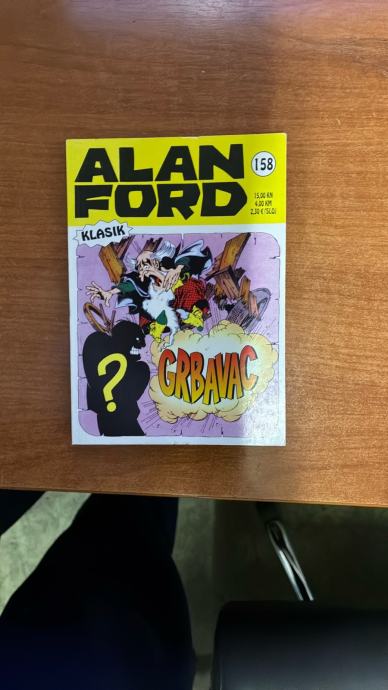 ALAN
FORD
158
15,00 KN
4,00 KM
2,30 € (SLO)
KLASIK
?
GRBAVAC